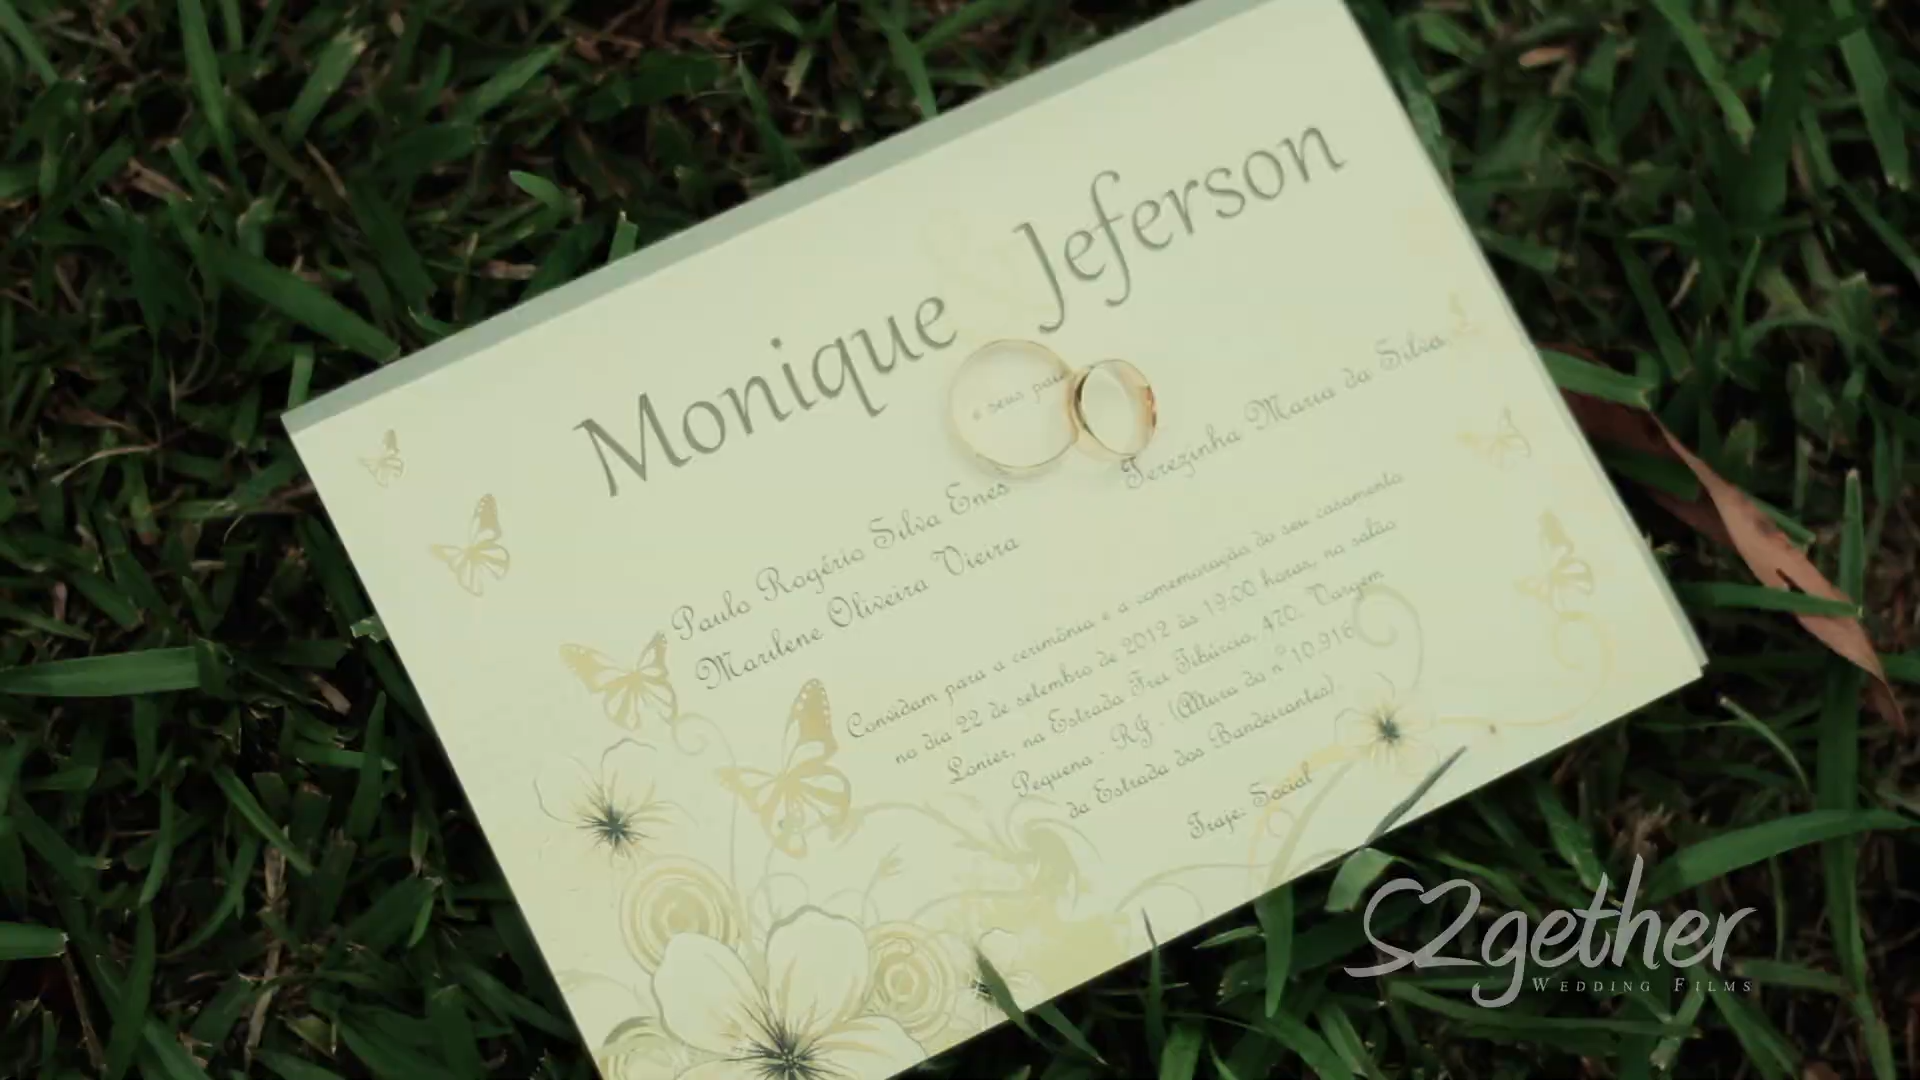 Monique & Jeferson
e seus pais
Paulo Rogério Silva Enes
Marilene Oliveira Vieira
Terezinha Maria da Silva
Convidam para a cerimônia e a comemoração do seu casamento
no dia 22 de setembro de 2012 às 19:00 horas, no salão
Lonier, na Estrada Frei Tibúrcio, 470. Vargem
Pequena - RJ - (Altura do nº 10.916
da Estrada dos Bandeirantes).
Traje: Social
S2gether
WEDDING FILMS